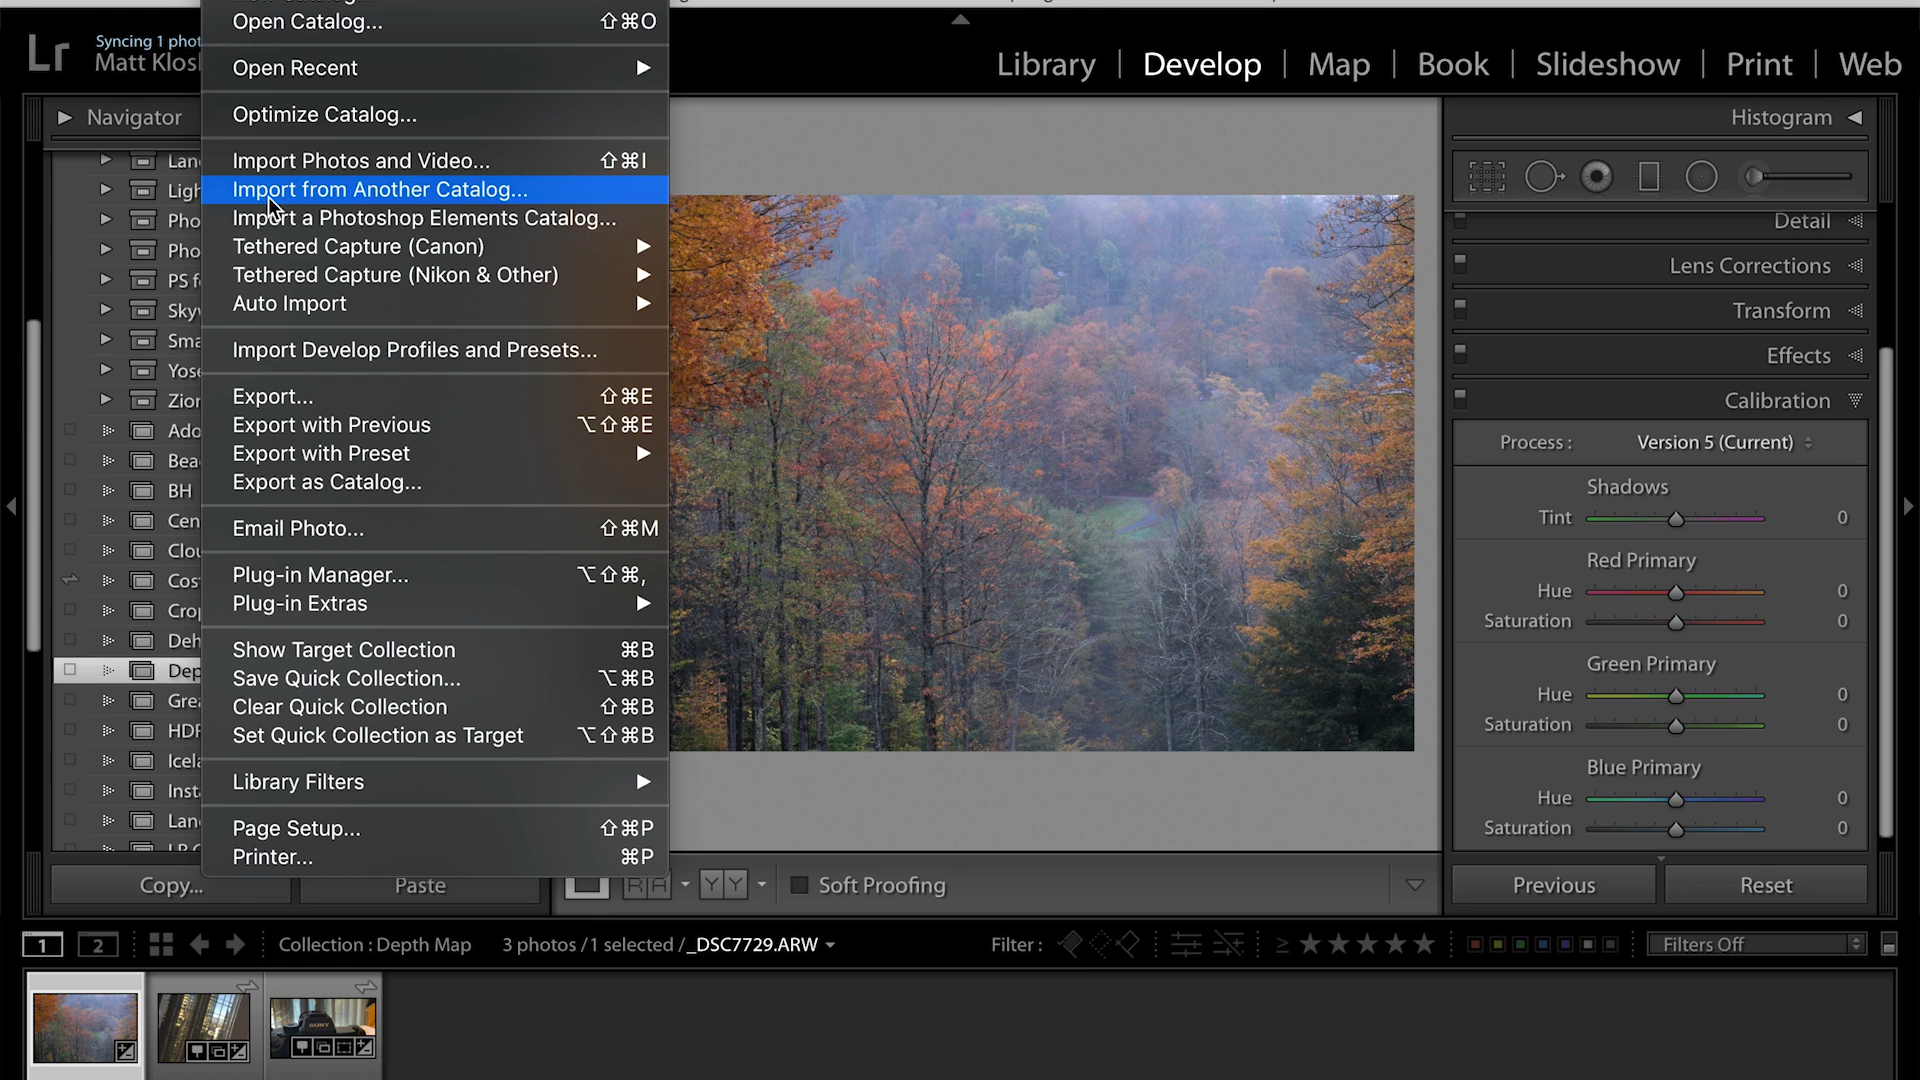 Open Catalog... ⇧⌘O
Lr
Syncing 1 phot
Matt Klosk
Library | Develop | Map | Book | Slideshow | Print | Web
Open Recent
Optimize Catalog...
Import Photos and Video... ⇧⌘I
Import from Another Catalog...
Import a Photoshop Elements Catalog...
Tethered Capture (Canon)
Tethered Capture (Nikon & Other)
Auto Import
Import Develop Profiles and Presets...
Export... ⇧⌘E
Export with Previous ⌥⇧⌘E
Export with Preset
Export as Catalog...
Email Photo... ⇧⌘M
Plug-in Manager... ⌥⇧⌘,
Plug-in Extras
Show Target Collection ⌘B
Save Quick Collection... ⌥⌘B
Clear Quick Collection ⇧⌘B
Set Quick Collection as Target ⌥⇧⌘B
Library Filters
Page Setup... ⇧⌘P
Printer... ⌘P
Navigator
Lan
Ligh
Pho
Pho
PS f
Sky
Sma
Yose
Zion
Ado
Bea
BH
Cen
Clou
Cos
Crop
Deh
Dep
Grea
HDR
Icela
Insta
Lan
Copy...
Paste
R A
Y Y
Soft Proofing
Histogram
Detail
Lens Corrections
Transform
Effects
Calibration
Process : Version 5 (Current)
Shadows
Tint 0
Red Primary
Hue 0
Saturation 0
Green Primary
Hue 0
Saturation 0
Blue Primary
Hue 0
Saturation 0
Previous
Reset
1 2
Collection : Depth Map 3 photos / 1 selected / _DSC7729.ARW
Filter : ≥ ★★★★★ Filters Off
SONY